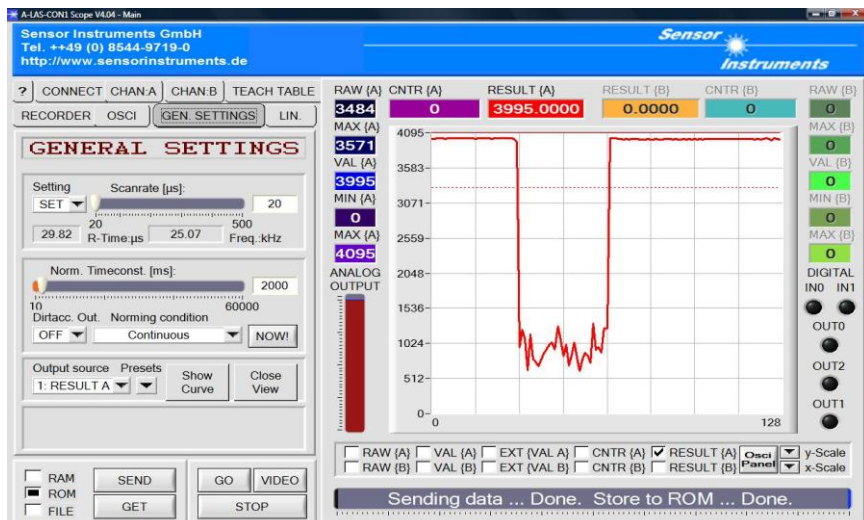 A-LAS-CON1 Scope V4.04 - Main
Sensor Instruments GmbH
Tel. ++49 (0) 8544-9719-0
http://www.sensorinstruments.de
Sensor
Instruments
? CONNECT CHAN:A CHAN:B TEACH TABLE
RECORDER OSCI GEN. SETTINGS LIN.
GENERAL SETTINGS
Setting Scanrate [µs]:
SET 20
20 500
29.82 R-Time:µs 25.07 Freq.:kHz
Norm. Timeconst. [ms]:
2000
10 60000
Dirtacc. Out. Norming condition
OFF Continuous NOW!
Output source Presets
1: RESULT A Show Curve Close View
RAM
ROM
FILE
SEND GO VIDEO
GET STOP
RAW {A} CNTR {A} RESULT {A} RESULT {B} CNTR {B} RAW {B}
3484 0 3995.0000 0.0000 0 0
MAX {A}
3571
VAL {A}
3995
MIN {A}
0
MAX {A}
4095
ANALOG
OUTPUT
4095
3583
3071
2559
2048
1536
1024
512
0
0 128
MAX {B}
0
VAL {B}
0
MIN {B}
0
MAX {B}
0
DIGITAL
IN0 IN1
OUT0
OUT2
OUT1
RAW {A} VAL {A} EXT {VAL A} CNTR {A} RESULT {A} Osci Panel y-Scale
RAW {B} VAL {B} EXT {VAL B} CNTR {B} RESULT {B} x-Scale
Sending data ... Done. Store to ROM ... Done.